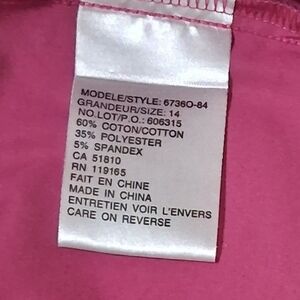 MODELE/STYLE: 6736O-84
GRANDEUR/SIZE: 14
NO.LOT/P.O.: 606315
60% COTON/COTTON
35% POLYESTER
5% SPANDEX
CA 51810
RN 119165
FAIT EN CHINE
MADE IN CHINA
ENTRETIEN VOIR L'ENVERS
CARE ON REVERSE